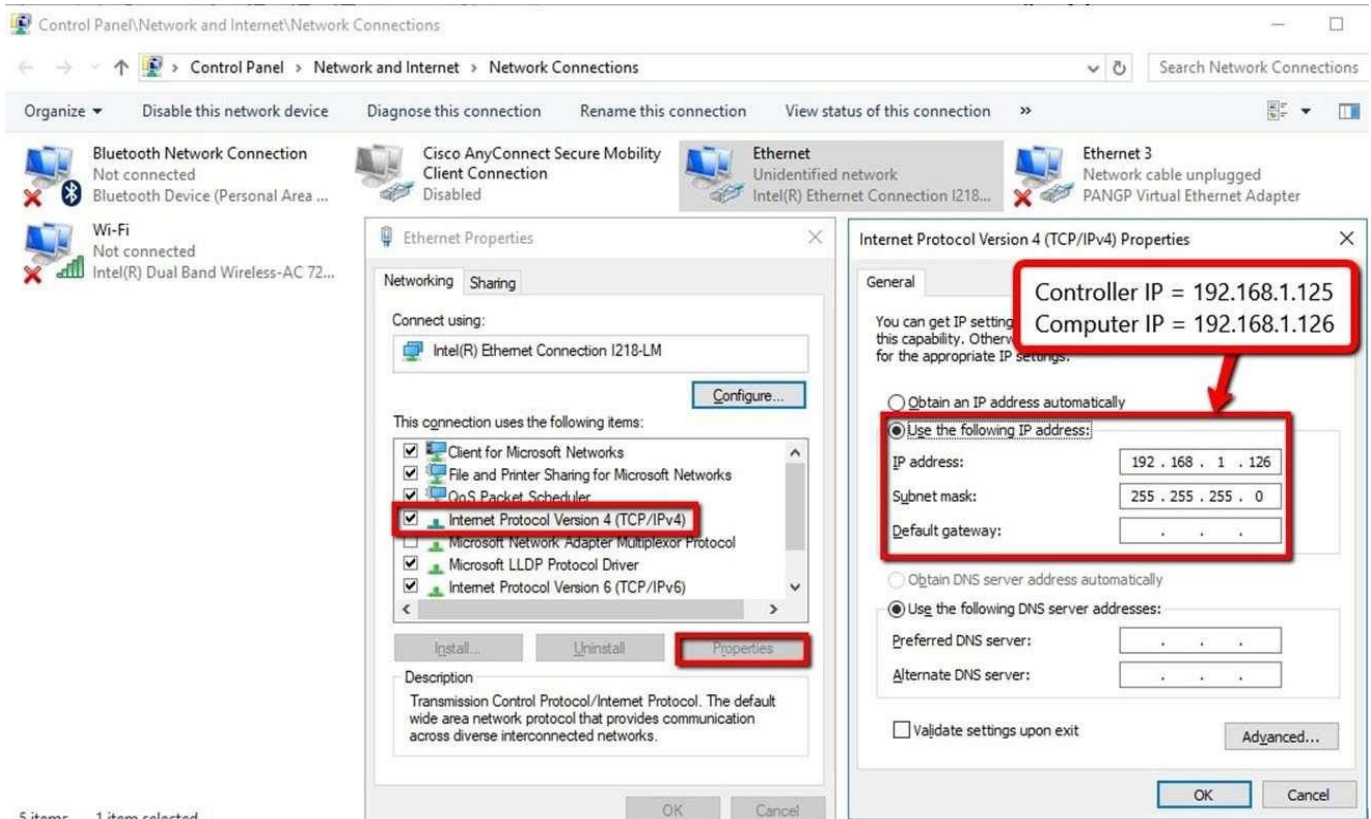 Control Panel\Network and Internet\Network Connections
Control Panel > Network and Internet > Network Connections
Search Network Connections
Organize
Disable this network device
Diagnose this connection
Rename this connection
View status of this connection
»
Bluetooth Network Connection
Not connected
Bluetooth Device (Personal Area ...
Cisco AnyConnect Secure Mobility
Client Connection
Disabled
Ethernet
Unidentified network
Intel(R) Ethernet Connection I218...
Ethernet 3
Network cable unplugged
PANGP Virtual Ethernet Adapter
Wi-Fi
Not connected
Intel(R) Dual Band Wireless-AC 72...
Ethernet Properties
Networking
Sharing
Connect using:
Intel(R) Ethernet Connection I218-LM
Configure...
This connection uses the following items:
Client for Microsoft Networks
File and Printer Sharing for Microsoft Networks
QoS Packet Scheduler
Internet Protocol Version 4 (TCP/IPv4)
Microsoft Network Adapter Multiplexor Protocol
Microsoft LLDP Protocol Driver
Internet Protocol Version 6 (TCP/IPv6)
Install...
Uninstall
Properties
Description
Transmission Control Protocol/Internet Protocol. The default
wide area network protocol that provides communication
across diverse interconnected networks.
OK
Cancel
Internet Protocol Version 4 (TCP/IPv4) Properties
General
Controller IP = 192.168.1.125
Computer IP = 192.168.1.126
You can get IP setting
this capability. Otherw
for the appropriate IP settings.
Obtain an IP address automatically
Use the following IP address:
IP address:
192 . 168 . 1 . 126
Subnet mask:
255 . 255 . 255 . 0
Default gateway:
. . .
Obtain DNS server address automatically
Use the following DNS server addresses:
Preferred DNS server:
. . .
Alternate DNS server:
. . .
Validate settings upon exit
Advanced...
OK
Cancel
5 items
1 item selected